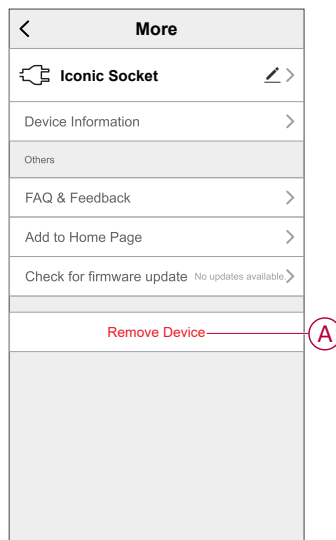 More
Iconic Socket
Device Information
Others
FAQ & Feedback
Add to Home Page
Check for firmware update No updates available.
Remove Device
A